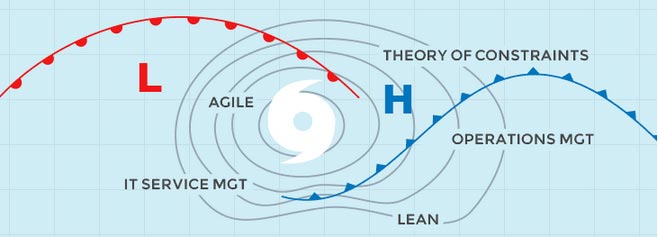 THEORY OF CONSTRAINTS
L
H
AGILE
OPERATIONS MGT
IT SERVICE MGT
LEAN